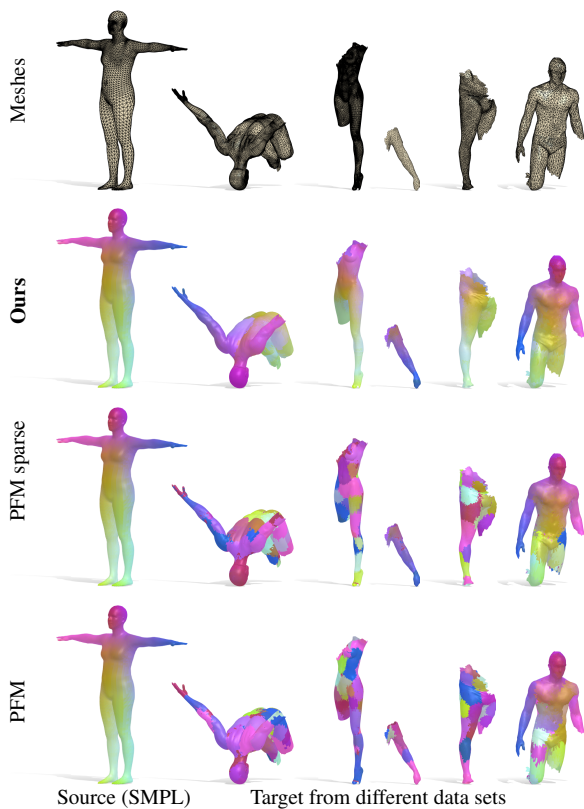 Meshes
Ours
PFM sparse
PFM
Source (SMPL)
Target from different data sets